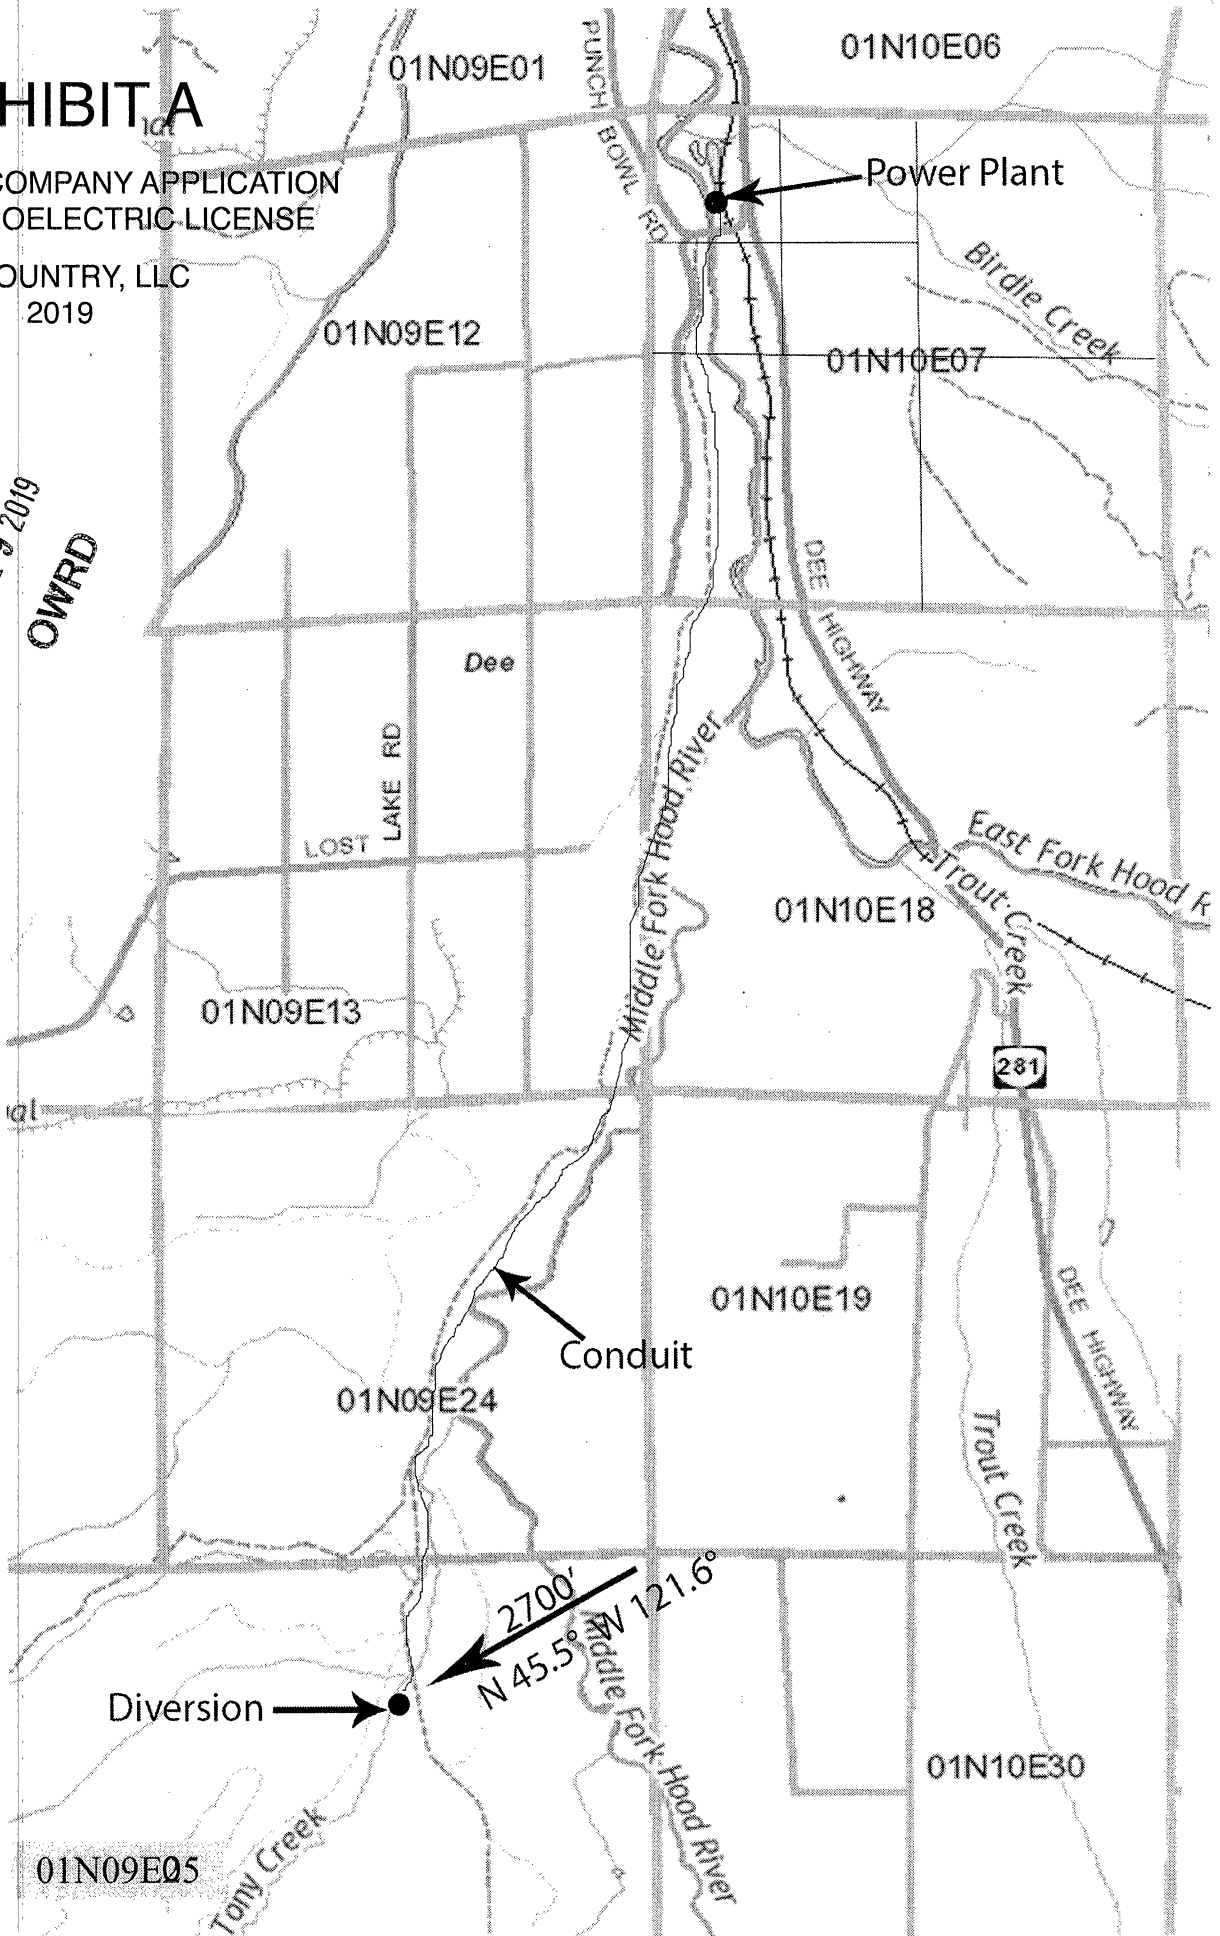 01N09E01
PUNCH BOWL RD
01N10E06
HIBIT A
COMPANY APPLICATION
OELECTRIC LICENSE
OUNTRY, LLC
2019
Power Plant
Birdie Creek
01N09E12
01N10E07
9 2019
OWRD
DEE HIGHWAY
Dee
LAKE RD
LOST
Middle Fork Hood River
East Fork Hood R
Trout Creek
01N10E18
01N09E13
281
01N10E19
Conduit
DEE HIGHWAY
01N09E24
Trout Creek
2700'
N 45.5° W 121.6°
Diversion
Middle Fork Hood River
01N10E30
Tony Creek